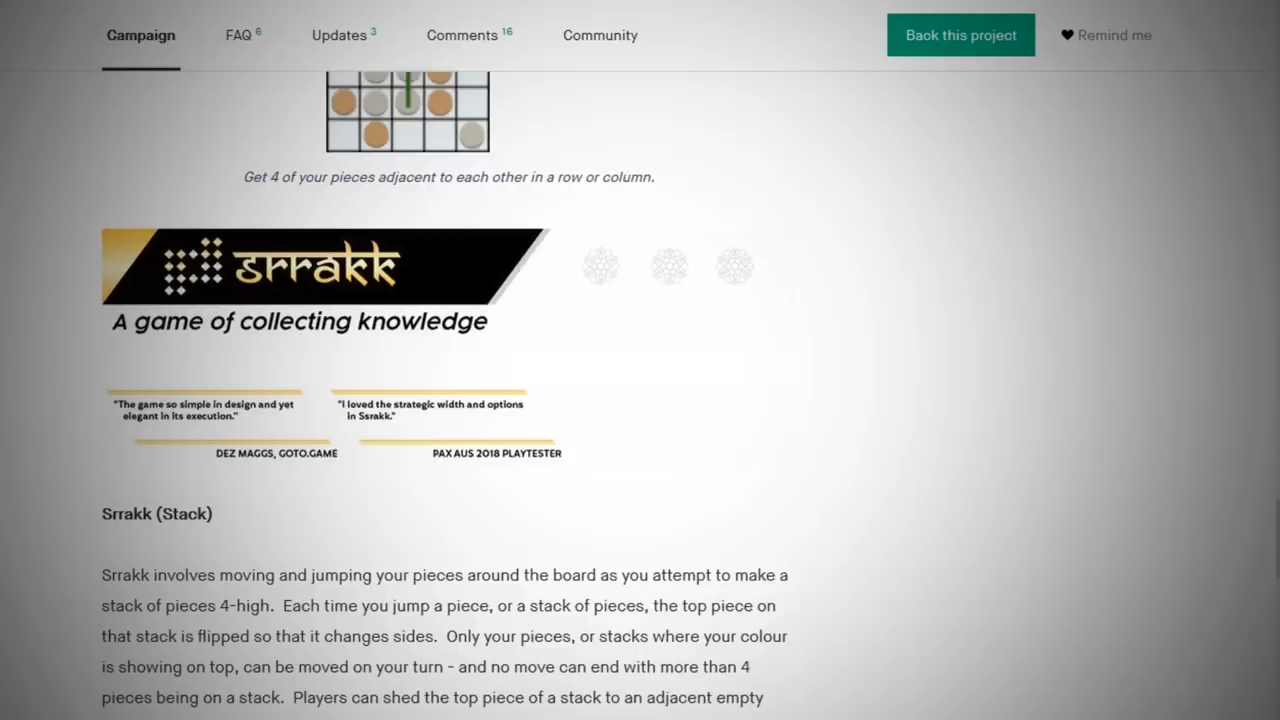 Campaign FAQ 6 Updates 3 Comments 16 Community Back this project Remind me
Get 4 of your pieces adjacent to each other in a row or column.
srrakk
A game of collecting knowledge
"The game so simple in design and yet
elegant in its execution."
DEZ MAGGS, GOTO.GAME
"I loved the strategic width and options
in Ssrakk."
PAX AUS 2018 PLAYTESTER
Srrakk (Stack)
Srrakk involves moving and jumping your pieces around the board as you attempt to make a
stack of pieces 4-high. Each time you jump a piece, or a stack of pieces, the top piece on
that stack is flipped so that it changes sides. Only your pieces, or stacks where your colour
is showing on top, can be moved on your turn - and no move can end with more than 4
pieces being on a stack. Players can shed the top piece of a stack to an adjacent empty